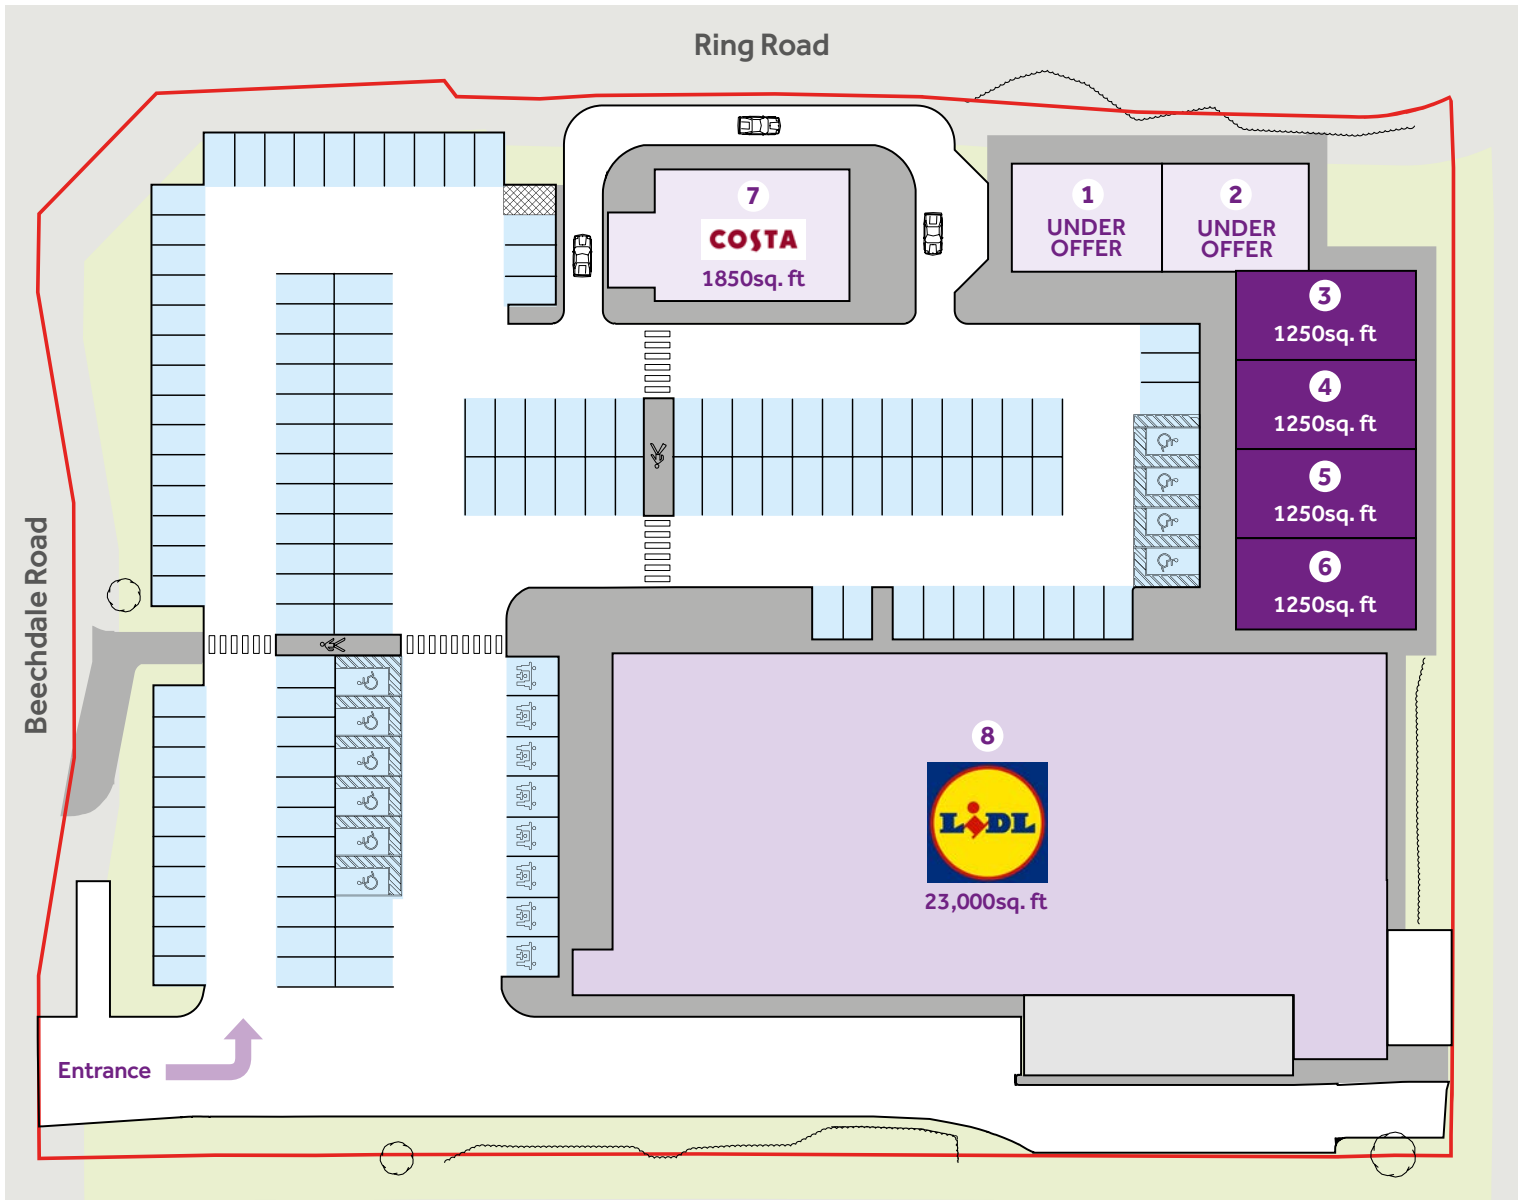 Ring Road
7
COSTA
1850sq. ft
1
UNDER
OFFER
2
UNDER
OFFER
3
1250sq. ft
4
1250sq. ft
5
1250sq. ft
6
1250sq. ft
Beechdale Road
8
LIDL
23,000sq. ft
Entrance